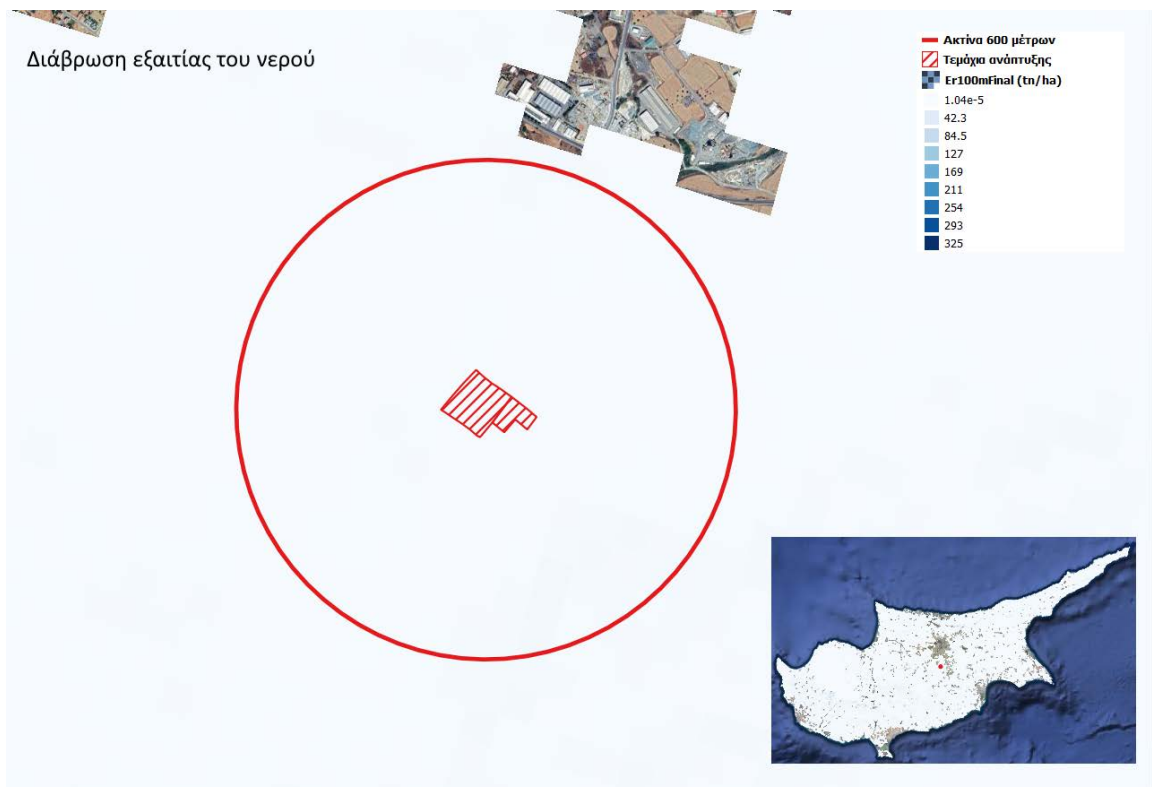 Διάβρωση εξαιτίας του νερού
Ακτίνα 600 μέτρων
Τεμάχια ανάπτυξης
Er100mFinal (tn/ha)
1.04e-5
42.3
84.5
127
169
211
254
293
325